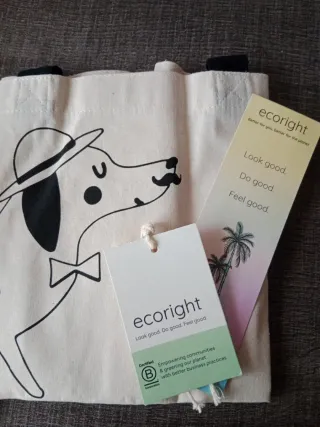 ecoright
Better for you, better for the planet.
Look good.
Do good.
Feel good.
ecoright
Look good. Do good. Feel good.
Certified
B
Corporation
Empowering communities
& greening our planet
with better business practices.